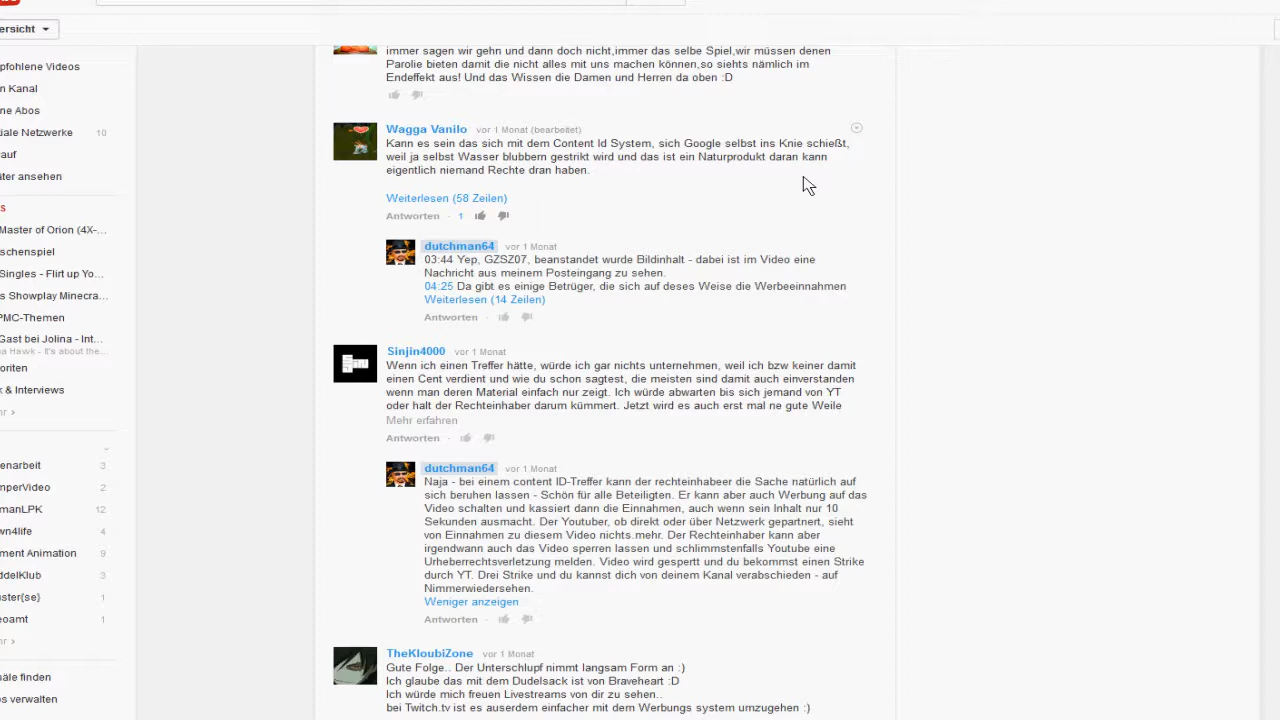 ersicht
pfohlene Videos
n Kanal
ne Abos
iale Netzwerke 10
auf
äter ansehen
s
Master of Orion (4X-...
schenspiel
Singles - Flirt up Yo...
s Showplay Minecra...
PMC-Themen
Gast bei Jolina - Int...
na Hawk - It's about the...
oriten
k & Interviews
hr ›
enarbeit 3
mperVideo 2
manLPK 12
wn4life 4
ment Animation 9
ddelKlub 3
ster{se} 1
eoamt 1
hr ›
äle finden
s verwalten
immer sagen wir gehn und dann doch nicht,immer das selbe Spiel,wir müssen denen
Parolie bieten damit die nicht alles mit uns machen können,so siehts nämlich im
Endeffekt aus! Und das Wissen die Damen und Herren da oben :D
Wagga Vanilo vor 1 Monat (bearbeitet)
Kann es sein das sich mit dem Content Id System, sich Google selbst ins Knie schießt,
weil ja selbst Wasser blubbern gestrikt wird und das ist ein Naturprodukt daran kann
eigentlich niemand Rechte dran haben.
Weiterlesen (58 Zeilen)
Antworten · 1
dutchman64 vor 1 Monat
03:44 Yep, GZSZ07, beanstandet wurde Bildinhalt - dabei ist im Video eine
Nachricht aus meinem Posteingang zu sehen.
04:25 Da gibt es einige Betrüger, die sich auf deses Weise die Werbeeinnahmen
Weiterlesen (14 Zeilen)
Antworten ·
Sinjin4000 vor 1 Monat
Wenn ich einen Treffer hätte, würde ich gar nichts unternehmen, weil ich bzw keiner damit
einen Cent verdient und wie du schon sagtest, die meisten sind damit auch einverstanden
wenn man deren Material einfach nur zeigt. Ich würde abwarten bis sich jemand von YT
oder halt der Rechteinhaber darum kümmert. Jetzt wird es auch erst mal ne gute Weile
Mehr erfahren
Antworten ·
dutchman64 vor 1 Monat
Naja - bei einem content ID-Treffer kann der rechteinhabeer die Sache natürlich auf
sich beruhen lassen - Schön für alle Beteiligten. Er kann aber auch Werbung auf das
Video schalten und kassiert dann die Einnahmen, auch wenn sein Inhalt nur 10
Sekunden ausmacht. Der Youtuber, ob direkt oder über Netzwerk gepartnert, sieht
von Einnahmen zu diesem Video nichts.mehr. Der Rechteinhaber kann aber
irgendwann auch das Video sperren lassen und schlimmstenfalls Youtube eine
Urheberrechtsverletzung melden. Video wird gespertt und du bekommst einen Strike
durch YT. Drei Strike und du kannst dich von deinem Kanal verabschieden - auf
Nimmerwiedersehen.
Weniger anzeigen
Antworten ·
TheKloubiZone vor 1 Monat
Gute Folge.. Der Unterschlupf nimmt langsam Form an :)
Ich glaube das mit dem Dudelsack ist von Braveheart :D
Ich würde mich freuen Livestreams von dir zu sehen..
bei Twitch.tv ist es auserdem einfacher mit dem Werbungs system umzugehen :)